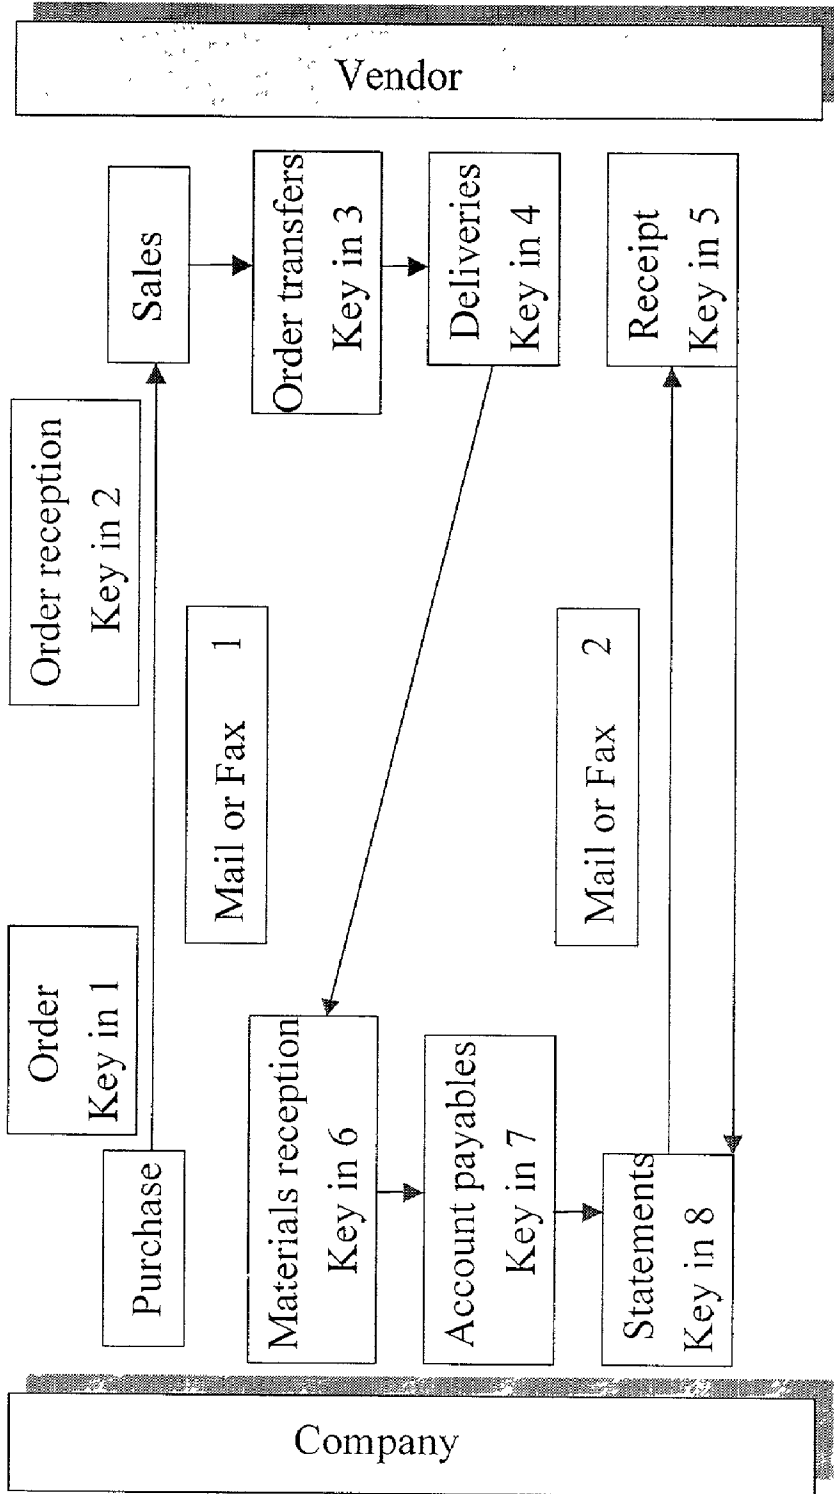 Company
Vendor
Order
Key in 1
Order reception
Key in 2
Purchase
Sales
Mail or Fax 1
Materials reception
Key in 6
Order transfers
Key in 3
Account payables
Key in 7
Deliveries
Key in 4
Mail or Fax 2
Statements
Key in 8
Receipt
Key in 5